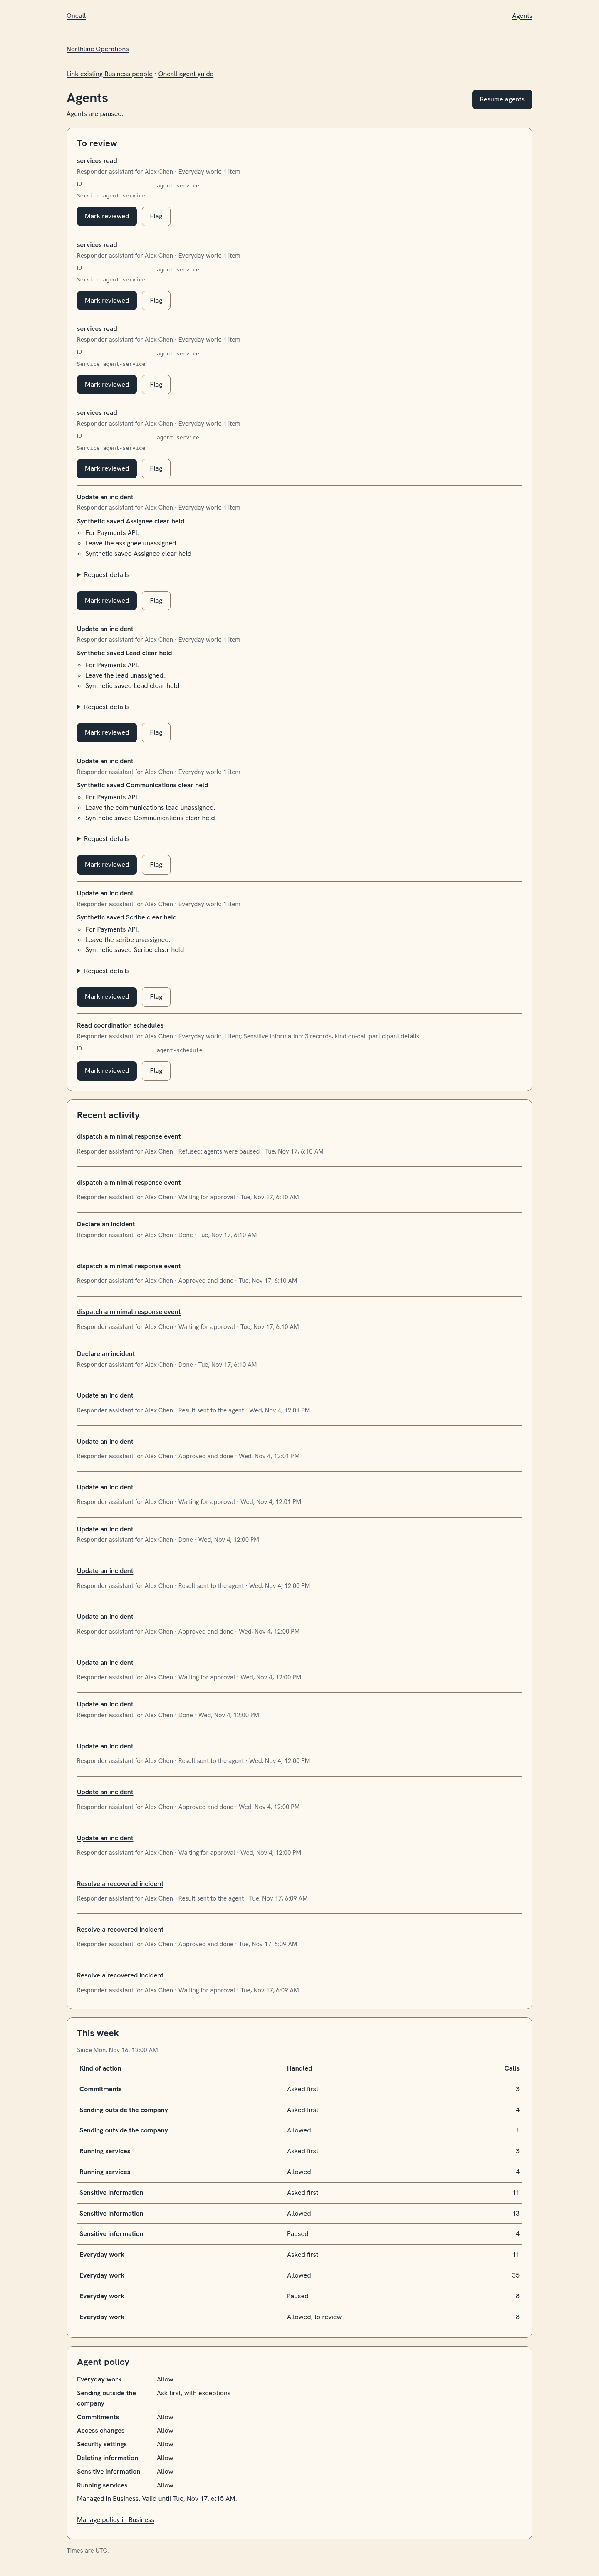 Oncall
Agents
Northline Operations
Link existing Business people · Oncall agent guide
Agents
Resume agents
Agents are paused.
To review
services read
Responder assistant for Alex Chen · Everyday work: 1 item
ID
agent-service
Service agent-service
Mark reviewed
Flag
services read
Responder assistant for Alex Chen · Everyday work: 1 item
ID
agent-service
Service agent-service
Mark reviewed
Flag
services read
Responder assistant for Alex Chen · Everyday work: 1 item
ID
agent-service
Service agent-service
Mark reviewed
Flag
services read
Responder assistant for Alex Chen · Everyday work: 1 item
ID
agent-service
Service agent-service
Mark reviewed
Flag
Update an incident
Responder assistant for Alex Chen · Everyday work: 1 item
Synthetic saved Assignee clear held
For Payments API.
Leave the assignee unassigned.
Synthetic saved Assignee clear held
Request details
Mark reviewed
Flag
Update an incident
Responder assistant for Alex Chen · Everyday work: 1 item
Synthetic saved Lead clear held
For Payments API.
Leave the lead unassigned.
Synthetic saved Lead clear held
Request details
Mark reviewed
Flag
Update an incident
Responder assistant for Alex Chen · Everyday work: 1 item
Synthetic saved Communications clear held
For Payments API.
Leave the communications lead unassigned.
Synthetic saved Communications clear held
Request details
Mark reviewed
Flag
Update an incident
Responder assistant for Alex Chen · Everyday work: 1 item
Synthetic saved Scribe clear held
For Payments API.
Leave the scribe unassigned.
Synthetic saved Scribe clear held
Request details
Mark reviewed
Flag
Read coordination schedules
Responder assistant for Alex Chen · Everyday work: 1 item; Sensitive information: 3 records, kind on-call participant details
ID
agent-schedule
Mark reviewed
Flag
Recent activity
dispatch a minimal response event
Responder assistant for Alex Chen · Refused: agents were paused · Tue, Nov 17, 6:10 AM
dispatch a minimal response event
Responder assistant for Alex Chen · Waiting for approval · Tue, Nov 17, 6:10 AM
Declare an incident
Responder assistant for Alex Chen · Done · Tue, Nov 17, 6:10 AM
dispatch a minimal response event
Responder assistant for Alex Chen · Approved and done · Tue, Nov 17, 6:10 AM
dispatch a minimal response event
Responder assistant for Alex Chen · Waiting for approval · Tue, Nov 17, 6:10 AM
Declare an incident
Responder assistant for Alex Chen · Done · Tue, Nov 17, 6:10 AM
Update an incident
Responder assistant for Alex Chen · Result sent to the agent · Wed, Nov 4, 12:01 PM
Update an incident
Responder assistant for Alex Chen · Approved and done · Wed, Nov 4, 12:01 PM
Update an incident
Responder assistant for Alex Chen · Waiting for approval · Wed, Nov 4, 12:01 PM
Update an incident
Responder assistant for Alex Chen · Done · Wed, Nov 4, 12:00 PM
Update an incident
Responder assistant for Alex Chen · Result sent to the agent · Wed, Nov 4, 12:00 PM
Update an incident
Responder assistant for Alex Chen · Approved and done · Wed, Nov 4, 12:00 PM
Update an incident
Responder assistant for Alex Chen · Waiting for approval · Wed, Nov 4, 12:00 PM
Update an incident
Responder assistant for Alex Chen · Done · Wed, Nov 4, 12:00 PM
Update an incident
Responder assistant for Alex Chen · Result sent to the agent · Wed, Nov 4, 12:00 PM
Update an incident
Responder assistant for Alex Chen · Approved and done · Wed, Nov 4, 12:00 PM
Update an incident
Responder assistant for Alex Chen · Waiting for approval · Wed, Nov 4, 12:00 PM
Resolve a recovered incident
Responder assistant for Alex Chen · Result sent to the agent · Tue, Nov 17, 6:09 AM
Resolve a recovered incident
Responder assistant for Alex Chen · Approved and done · Tue, Nov 17, 6:09 AM
Resolve a recovered incident
Responder assistant for Alex Chen · Waiting for approval · Tue, Nov 17, 6:09 AM
This week
Since Mon, Nov 16, 12:00 AM
Kind of action Handled Calls
Commitments Asked first 3
Sending outside the company Asked first 4
Sending outside the company Allowed 1
Running services Asked first 3
Running services Allowed 4
Sensitive information Asked first 11
Sensitive information Allowed 13
Sensitive information Paused 4
Everyday work Asked first 11
Everyday work Allowed 35
Everyday work Paused 8
Everyday work Allowed, to review 8
Agent policy
Everyday work Allow
Sending outside the company Ask first, with exceptions
Commitments Allow
Access changes Allow
Security settings Allow
Deleting information Allow
Sensitive information Allow
Running services Allow
Managed in Business. Valid until Tue, Nov 17, 6:15 AM.
Manage policy in Business
Times are UTC.